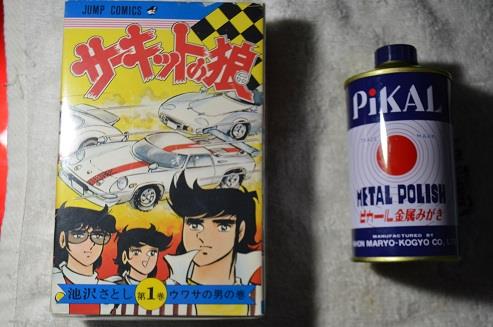 JUMP COMICS
サーキットの狼
池沢さとし
第1巻
ウワサの男の巻
PiKAL
TRADE MARK
METAL POLISH
ピカール金属みがき
MANUFACTURED BY
NIHON MARYO-KOGYO CO., LTD